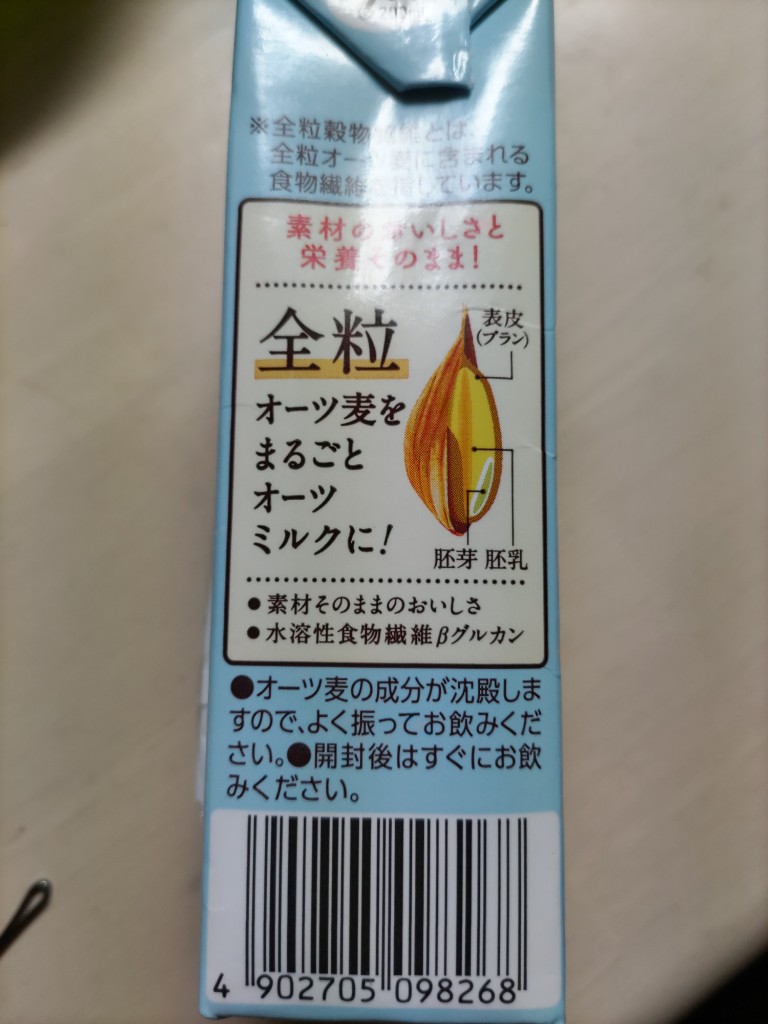 ※全粒穀物繊維とは、
全粒オーツ麦に含まれる
食物繊維を指しています。
素材のおいしさと
栄養そのまま!
全粒
オーツ麦を
まるごと
オーツ
ミルクに!
表皮
(ブラン)
胚芽 胚乳
●素材そのままのおいしさ
●水溶性食物繊維βグルカン
●オーツ麦の成分が沈殿しま
すので、よく振ってお飲みくだ
さい。●開封後はすぐにお飲
みください。
4 902705 098268